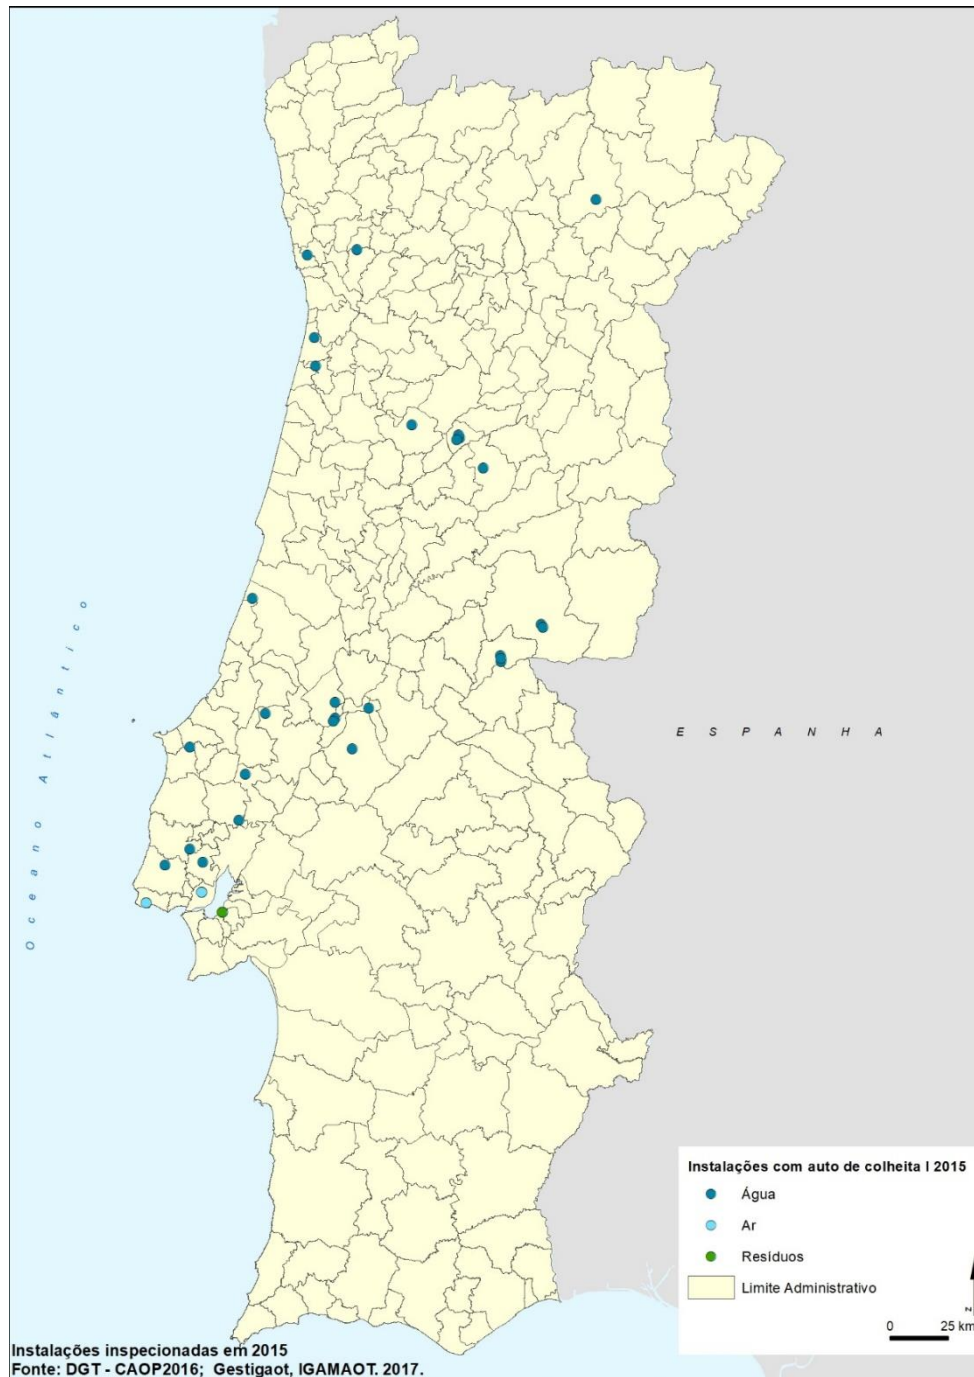 Oceano Atlântico
ESPANHA
Instalações com auto de colheita I 2015
Água
Ar
Resíduos
Limite Administrativo
N
0 25 km
Instalações inspecionadas em 2015
Fonte: DGT - CAOP2016; Gestigaot, IGAMAOT. 2017.